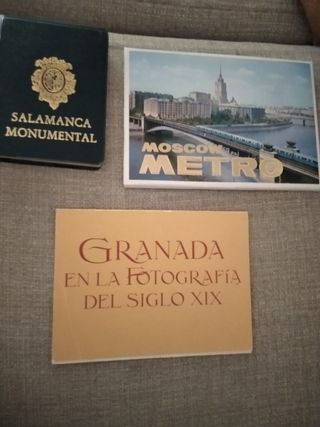 SALAMANCA
MONUMENTAL
MOSCOW
METRO
GRANADA
EN LA FOTOGRAFÍA
DEL SIGLO XIX